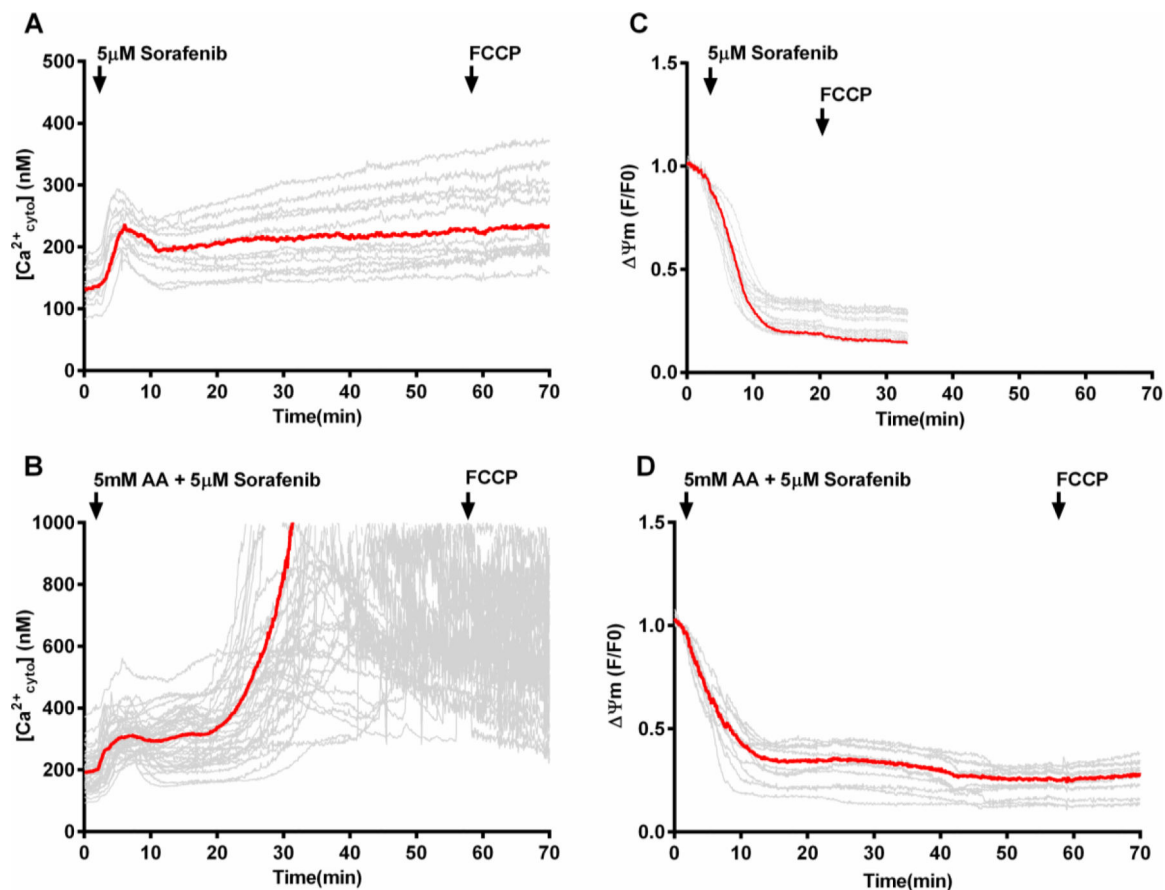 A
5μM Sorafenib
FCCP
[Ca²⁺cyto] (nM)
500
400
300
200
100
0
0 10 20 30 40 50 60 70
Time(min)
C
5μM Sorafenib
FCCP
ΔΨm (F/F0)
1.5
1.0
0.5
0.0
0 10 20 30 40 50 60 70
Time(min)
B
5mM AA + 5μM Sorafenib
FCCP
[Ca²⁺cyto] (nM)
1000
800
600
400
200
0
0 10 20 30 40 50 60 70
Time(min)
D
5mM AA + 5μM Sorafenib
FCCP
ΔΨm (F/F0)
1.5
1.0
0.5
0.0
0 10 20 30 40 50 60 70
Time(min)